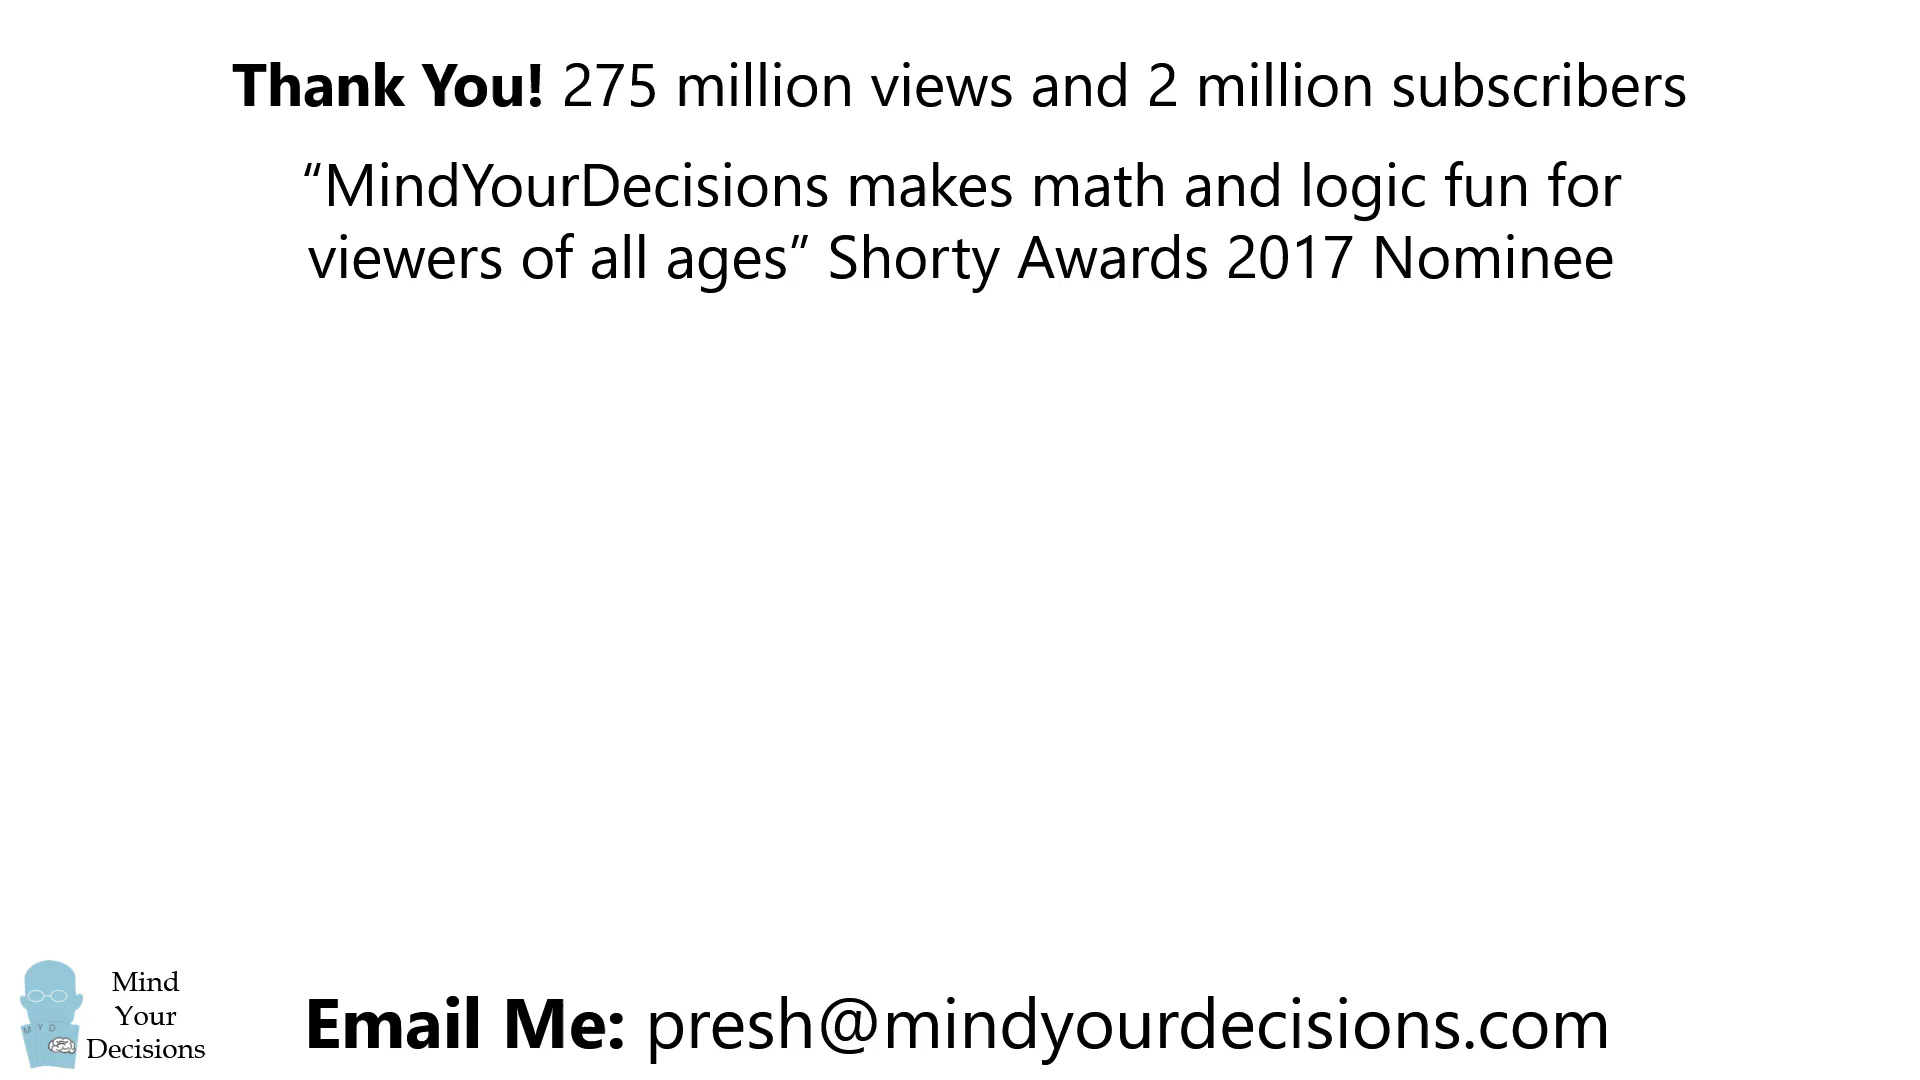 Thank You! 275 million views and 2 million subscribers
“MindYourDecisions makes math and logic fun for
viewers of all ages” Shorty Awards 2017 Nominee
M Y D
Mind
Your
Decisions
Email Me: presh@mindyourdecisions.com